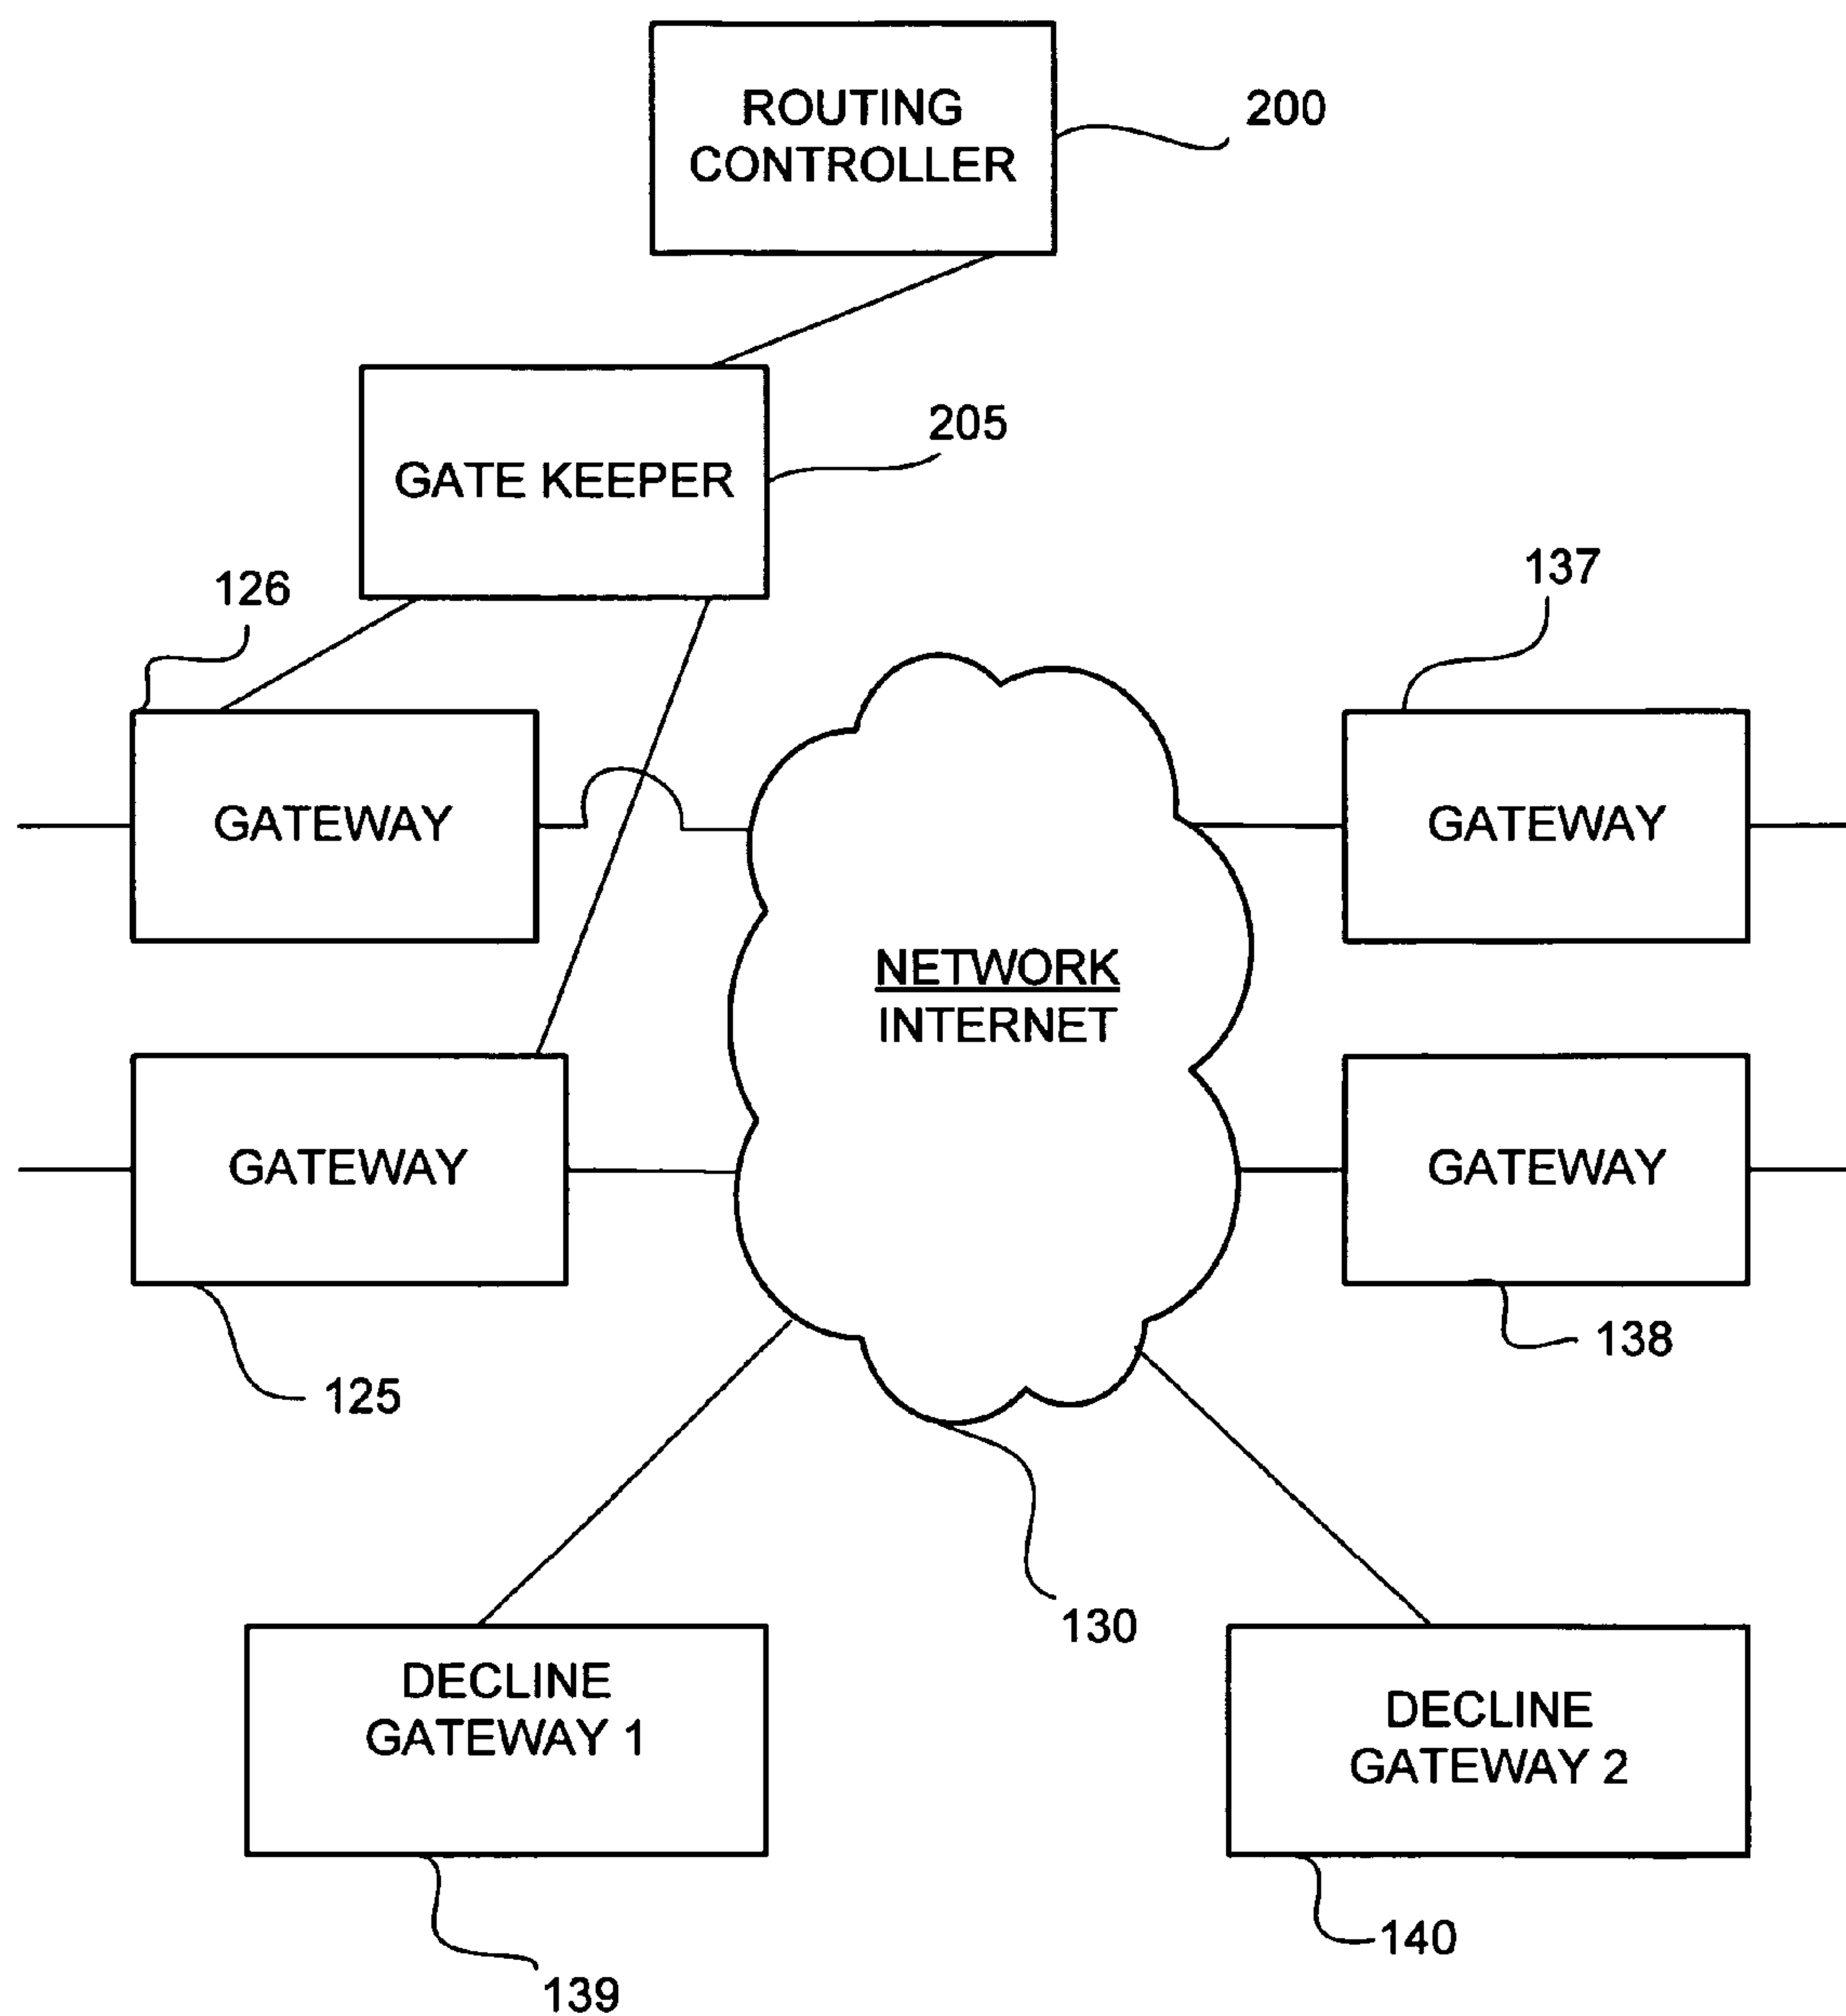 ROUTING
CONTROLLER
200
GATE KEEPER
205
126
137
GATEWAY
GATEWAY
NETWORK
INTERNET
GATEWAY
GATEWAY
138
125
130
DECLINE
GATEWAY 1
DECLINE
GATEWAY 2
140
139